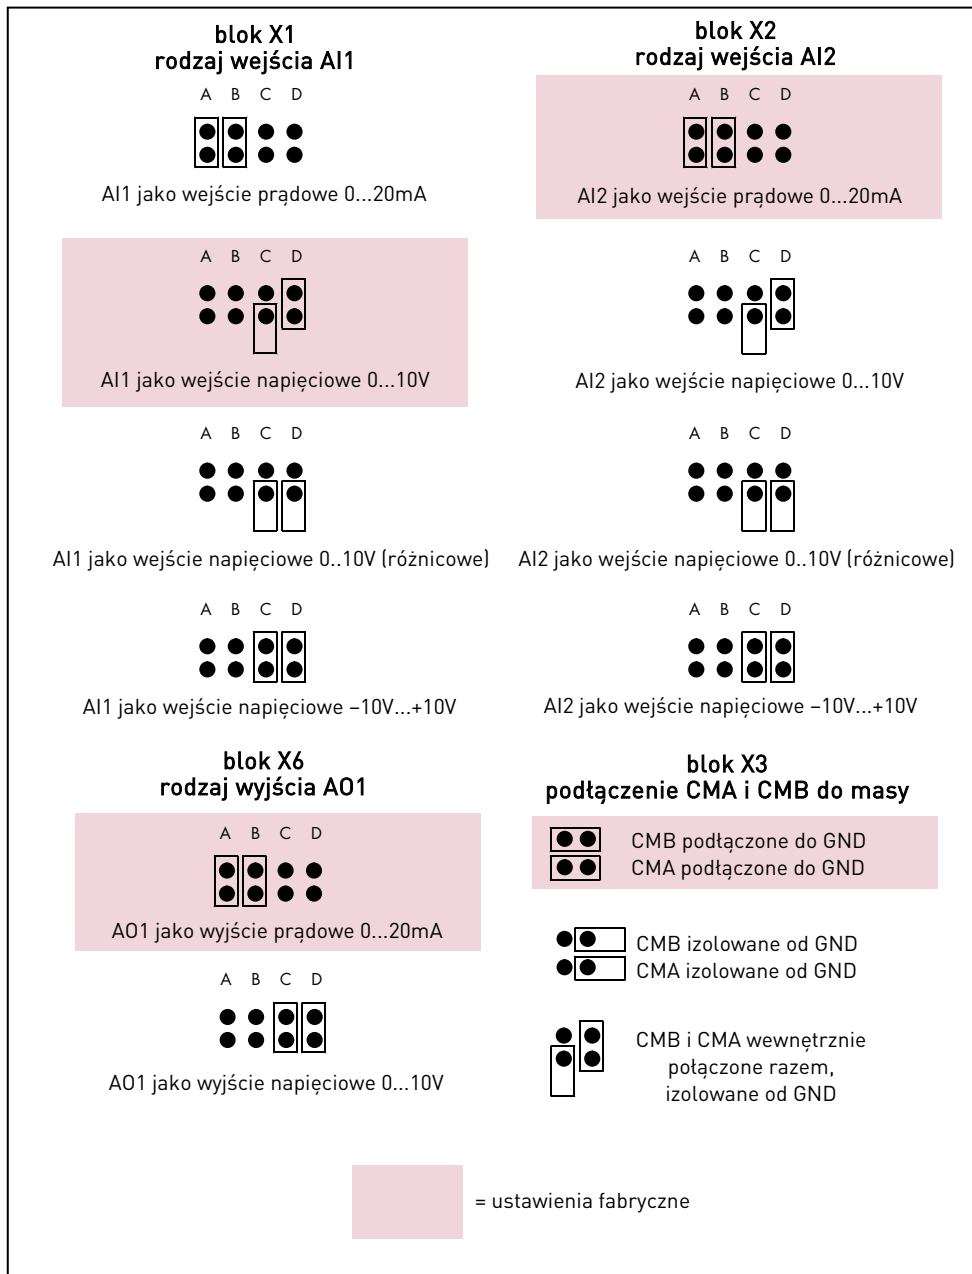 blok X1
rodzaj wejścia AI1
A B C D
AI1 jako wejście prądowe 0...20mA
A B C D
AI1 jako wejście napięciowe 0...10V
A B C D
AI1 jako wejście napięciowe 0..10V (różnicowe)
A B C D
AI1 jako wejście napięciowe –10V...+10V
blok X2
rodzaj wejścia AI2
A B C D
AI2 jako wejście prądowe 0...20mA
A B C D
AI2 jako wejście napięciowe 0...10V
A B C D
AI2 jako wejście napięciowe 0..10V (różnicowe)
A B C D
AI2 jako wejście napięciowe –10V...+10V
blok X6
rodzaj wyjścia AO1
A B C D
AO1 jako wyjście prądowe 0...20mA
A B C D
AO1 jako wyjście napięciowe 0...10V
blok X3
podłączenie CMA i CMB do masy
CMB podłączone do GND
CMA podłączone do GND
CMB izolowane od GND
CMA izolowane od GND
CMB i CMA wewnętrznie
połączone razem,
izolowane od GND
= ustawienia fabryczne